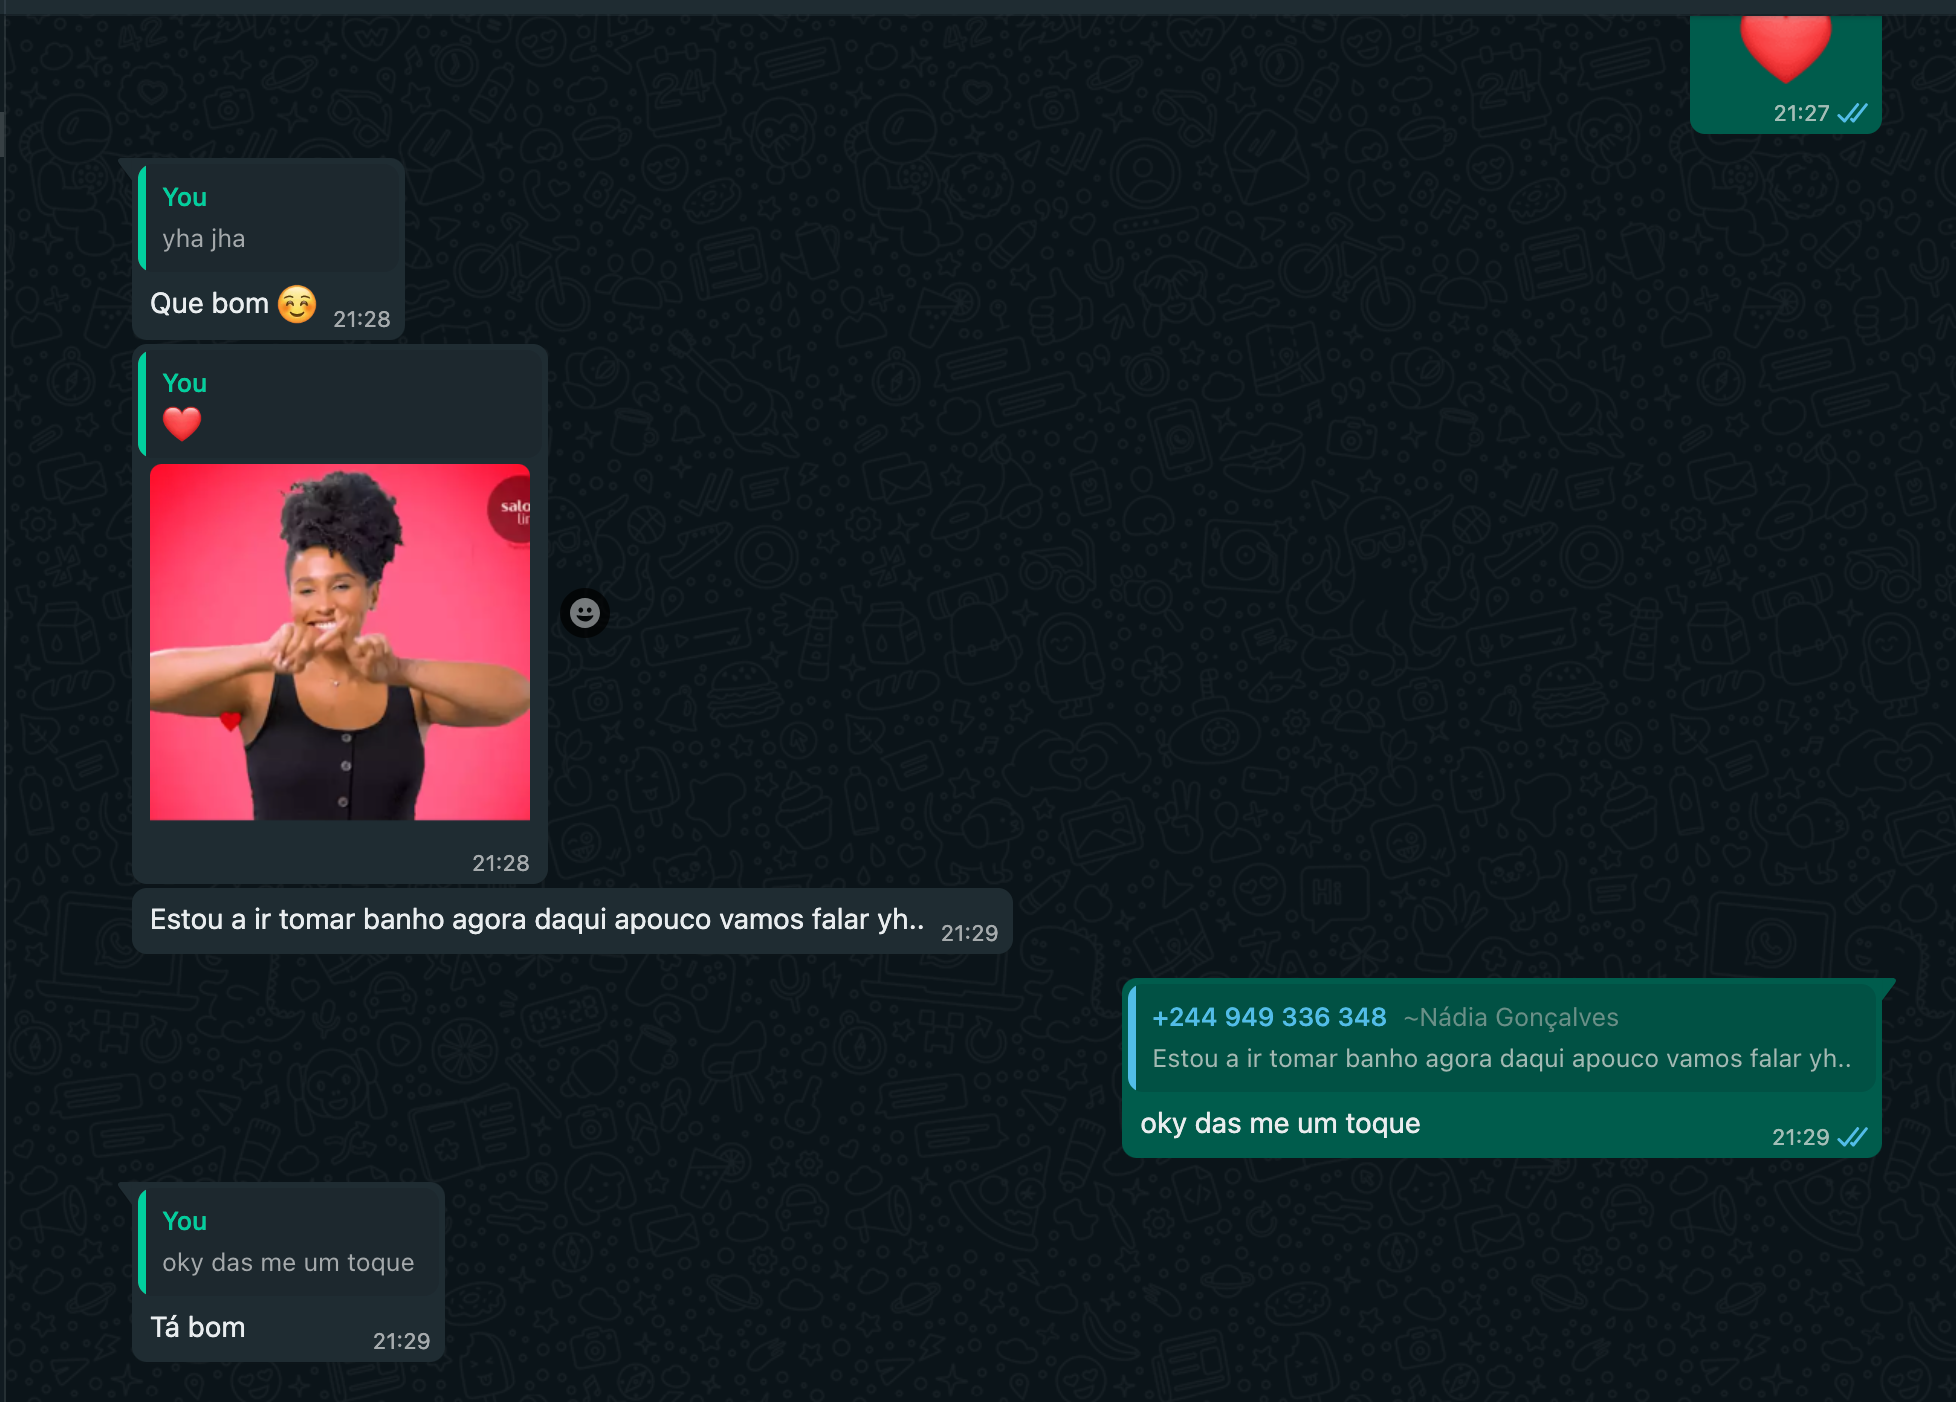 21:27
You
yha jha
Que bom ☺️ 21:28
You
❤️
salo
lin
21:28
Estou a ir tomar banho agora daqui apouco vamos falar yh.. 21:29
+244 949 336 348 ~Nádia Gonçalves
Estou a ir tomar banho agora daqui apouco vamos falar yh..
oky das me um toque
21:29
You
oky das me um toque
Tá bom
21:29